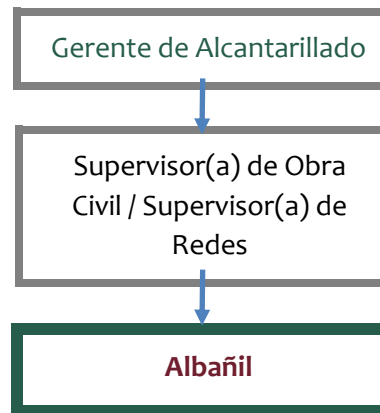 Gerente de Alcantarillado
Supervisor(a) de Obra
Civil / Supervisor(a) de
Redes
Albañil